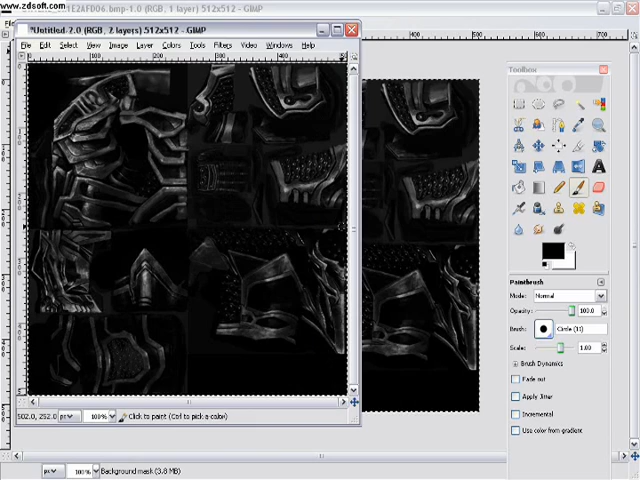 www.zdsoft.com
E2AFD06.bmp-1.0 (RGB, 1 layer) 512x512 - GIMP
*Untitled-2.0 (RGB, 2 layers) 512x512 - GIMP
File Edit Select View Image Layer Colors Tools Filters Windows Help
Toolbox
Paintbrush
Mode: Normal
Opacity: 100.0
Brush: Circle (11)
Scale: 1.00
Brush Dynamics
Fade out
Apply Jitter
Incremental
Use color from gradient
502.0, 252.0 px 100% Click to paint (Ctrl to pick a color)
px 100% Background mask (3.8 MB)